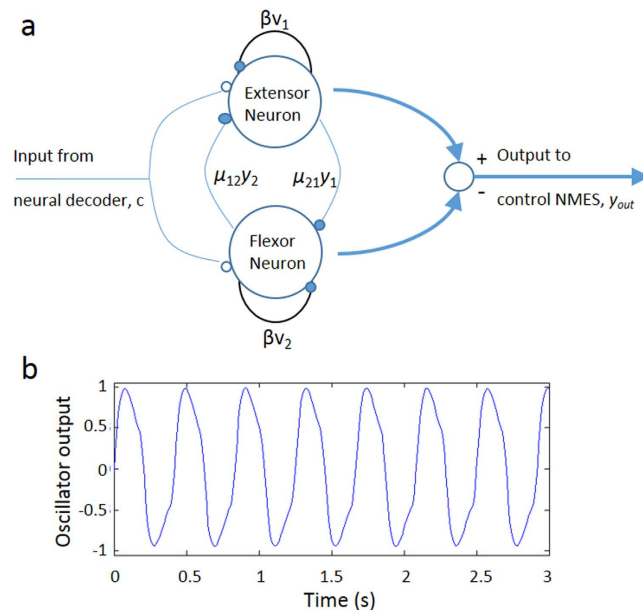 a
βv1
Extensor
Neuron
Input from
neural decoder, c
μ12y2
μ21y1
+
Output to
-
control NMES, yout
Flexor
Neuron
βv2
b
Oscillator output
1
0.5
0
-0.5
-1
0 0.5 1 1.5 2 2.5 3
Time (s)